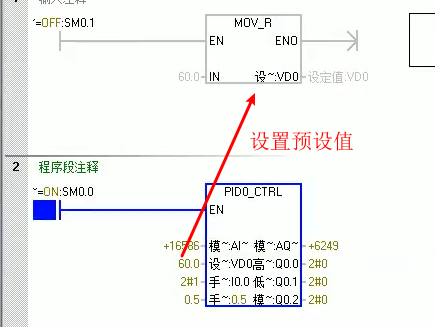 输入注释
~=OFF:SM0.1
MOV_R
EN ENO
60.0 IN 设~:VD0 设定值:VD0
设置预设值
2 程序段注释
~=ON:SM0.0
PID0_CTRL
EN
+16586 模~:AI~ 模~:AQ~ +6249
60.0 设~:VD0 高~:Q0.0 2#0
2#1 手~:I0.0 低~:Q0.1 2#0
0.5 手~:0.5 模~:Q0.2 2#0